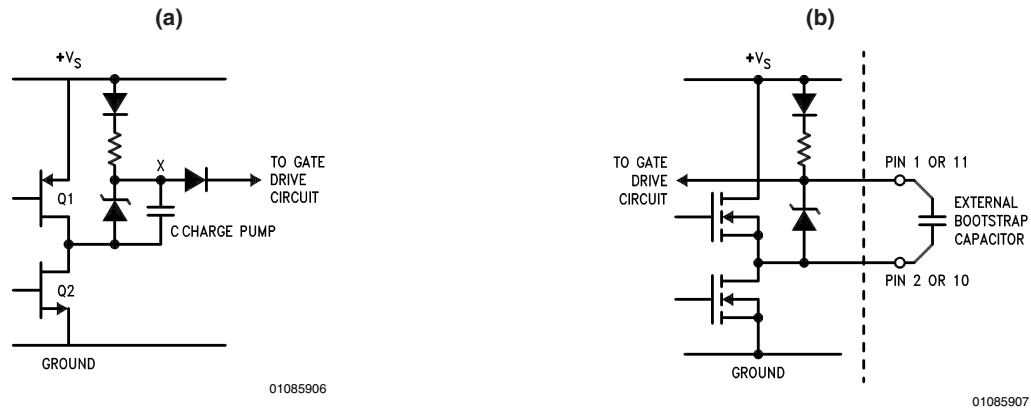 (a)
+VS
X
TO GATE
DRIVE
CIRCUIT
Q1
C CHARGE PUMP
Q2
GROUND
01085906
(b)
+VS
TO GATE
DRIVE
CIRCUIT
PIN 1 OR 11
EXTERNAL
BOOTSTRAP
CAPACITOR
PIN 2 OR 10
GROUND
01085907